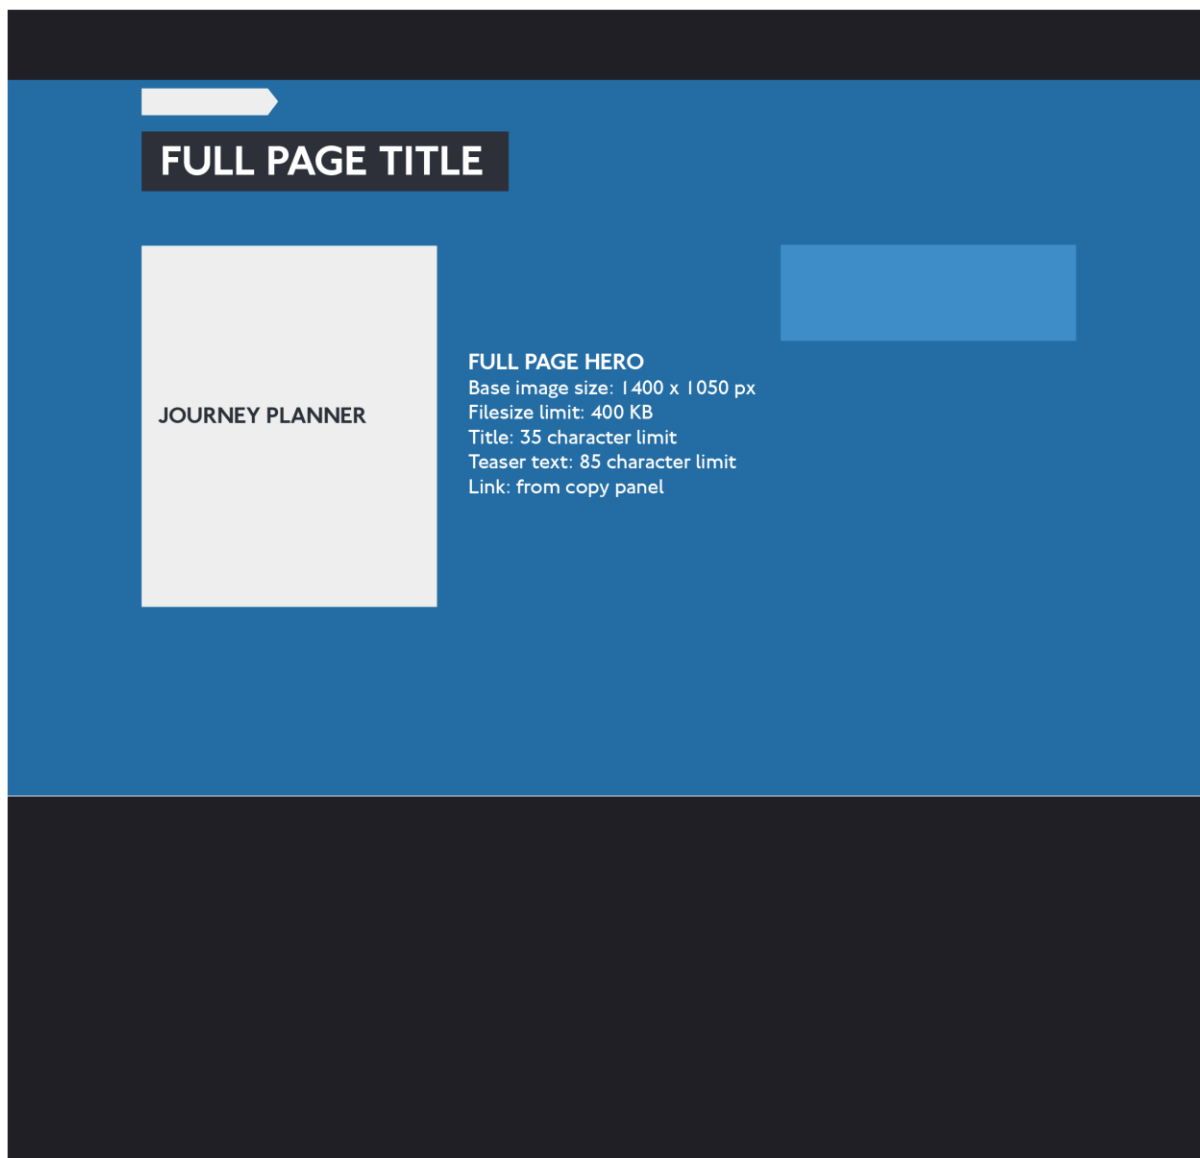 FULL PAGE TITLE
JOURNEY PLANNER
FULL PAGE HERO
Base image size: 1400 x 1050 px
Filesize limit: 400 KB
Title: 35 character limit
Teaser text: 85 character limit
Link: from copy panel